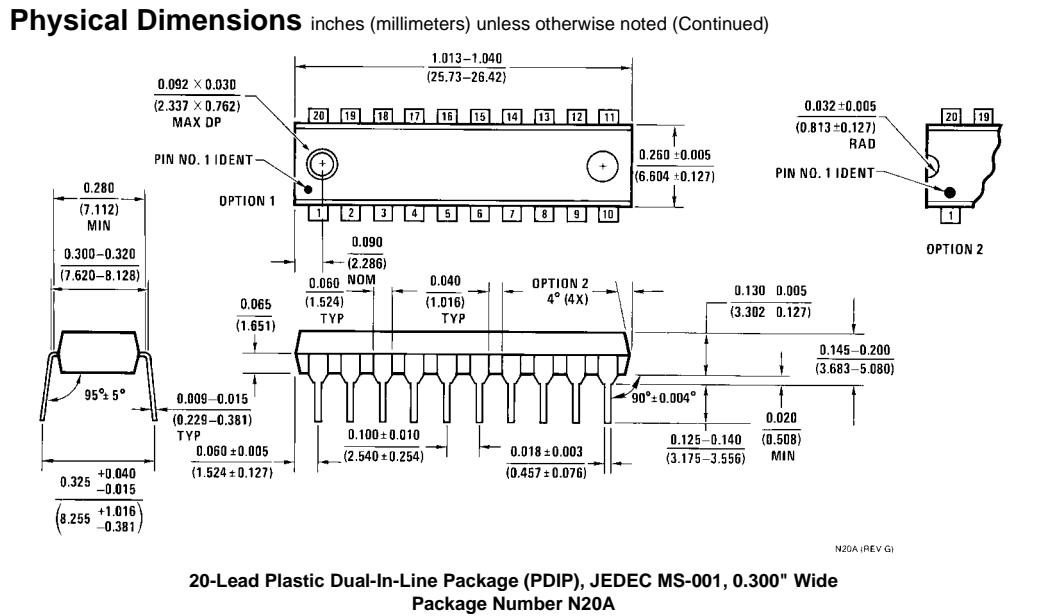 Physical Dimensions inches (millimeters) unless otherwise noted (Continued)
1.013–1.040
(25.73–26.42)
0.092 × 0.030
(2.337 × 0.762)
MAX DP
20 19 18 17 16 15 14 13 12 11
PIN NO. 1 IDENT
OPTION 1
1 2 3 4 5 6 7 8 9 10
0.260 ±0.005
(6.604 ±0.127)
0.032 ±0.005
(0.813 ±0.127)
RAD
20 19
PIN NO. 1 IDENT
1
OPTION 2
0.280
(7.112)
MIN
0.300–0.320
(7.620–8.128)
0.090
(2.286)
NOM
0.060
(1.524)
TYP
0.040
(1.016)
TYP
OPTION 2
4° (4X)
0.065
(1.651)
0.130 0.005
(3.302 0.127)
0.145–0.200
(3.683–5.080)
95°± 5°
0.009–0.015
(0.229–0.381)
TYP
90°±0.004°
0.020
(0.508)
MIN
0.125–0.140
(3.175–3.556)
0.100 ±0.010
(2.540 ±0.254)
0.018 ±0.003
(0.457 ±0.076)
0.060 ±0.005
(1.524 ±0.127)
0.325 +0.040
–0.015
(8.255 +1.016
–0.381)
N20A (REV G)
20-Lead Plastic Dual-In-Line Package (PDIP), JEDEC MS-001, 0.300" Wide
Package Number N20A